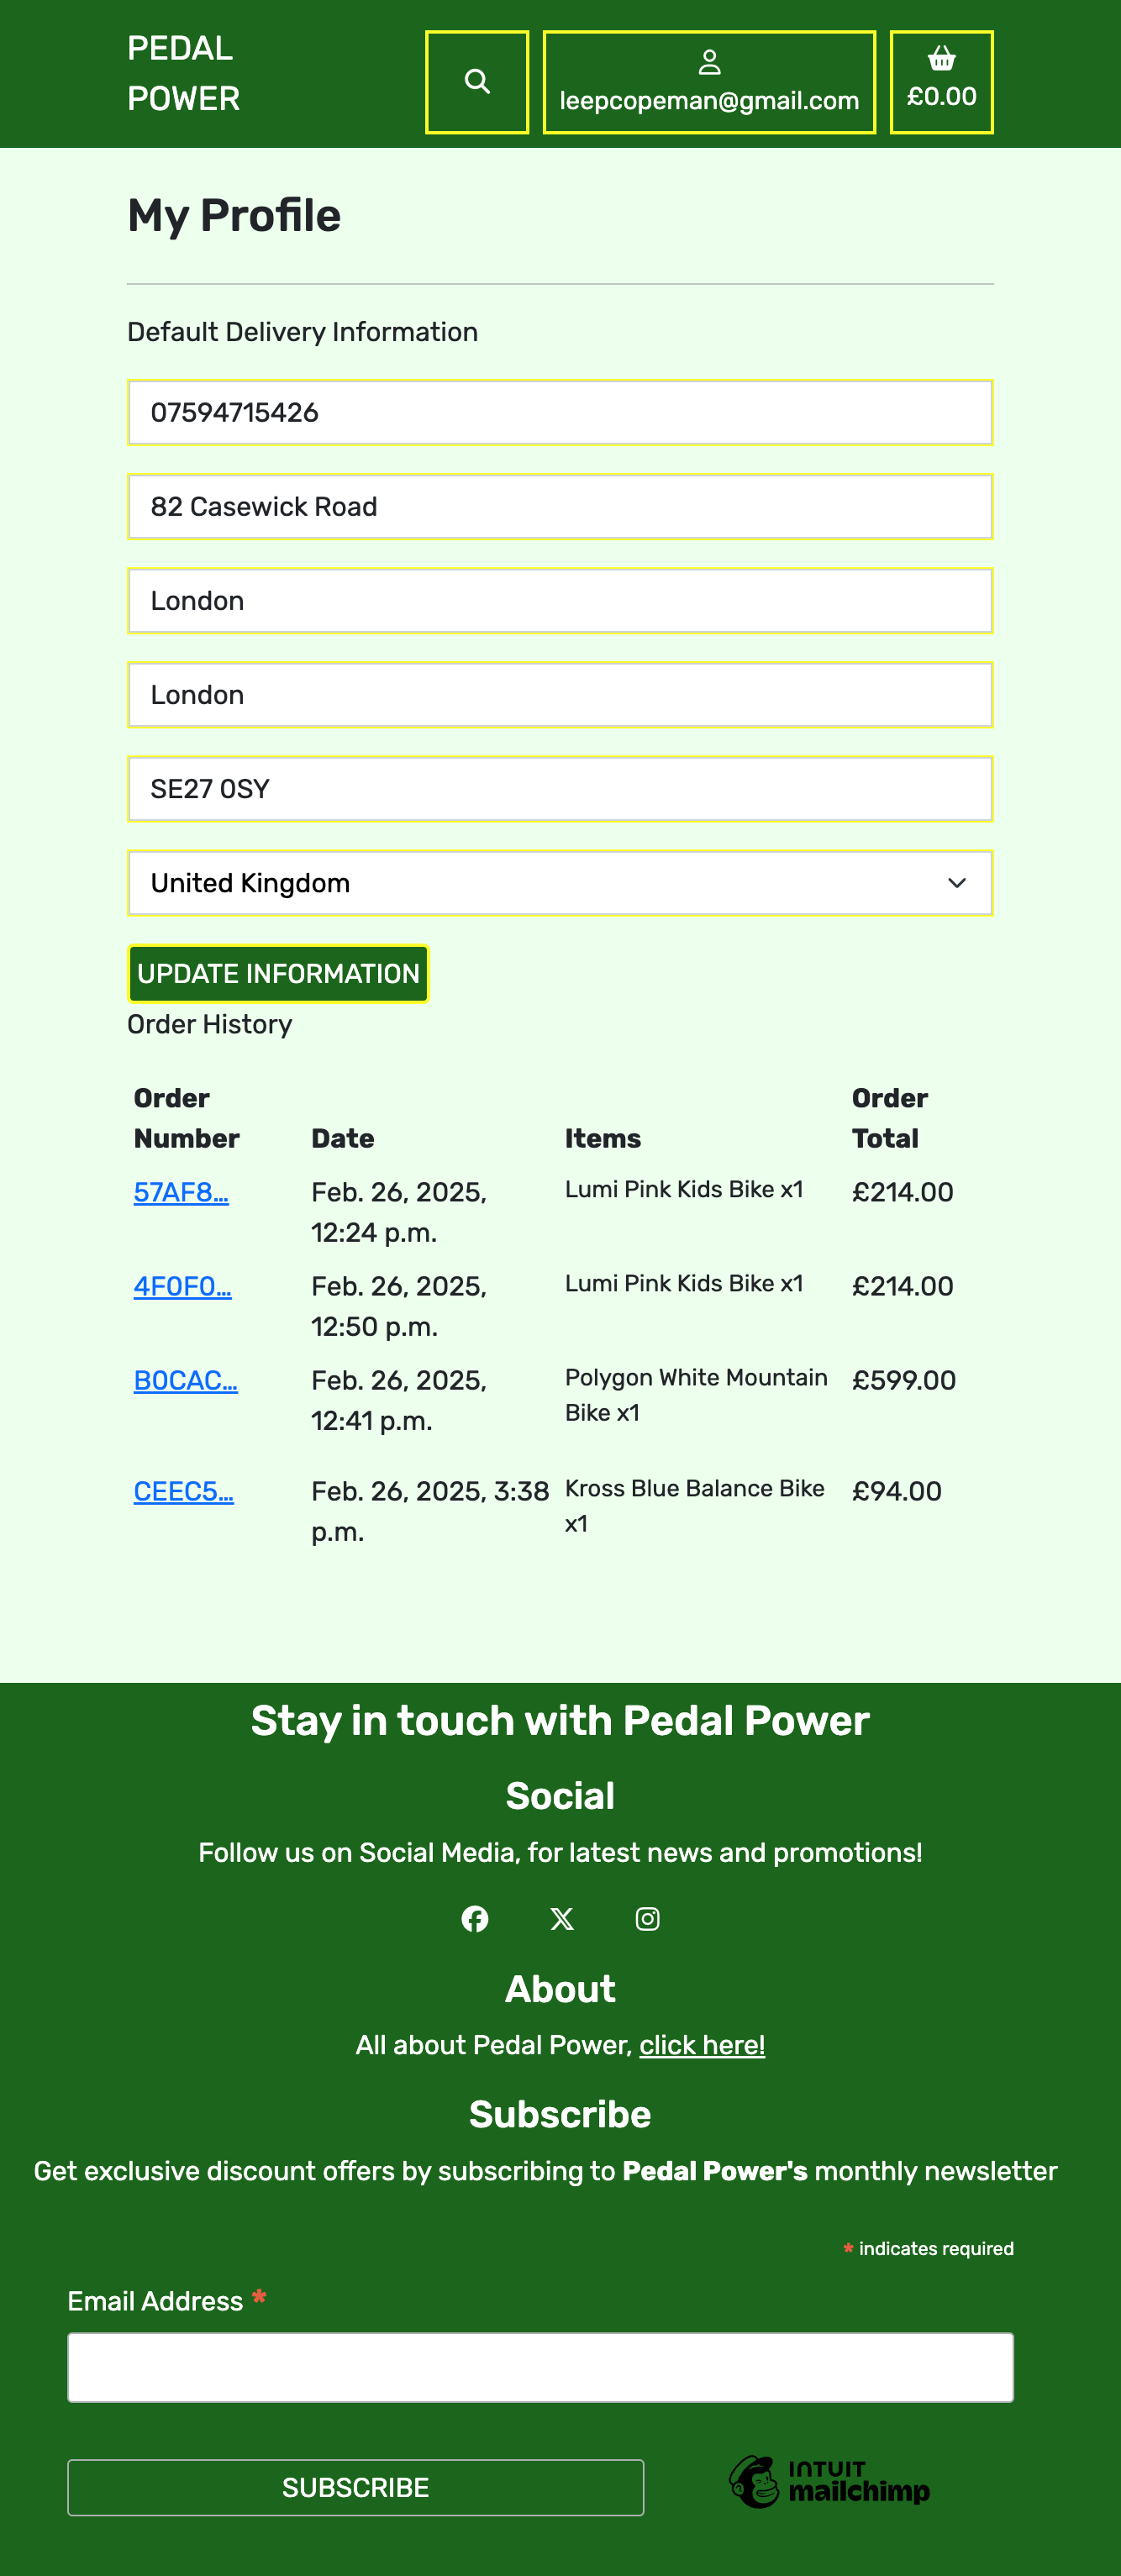 PEDAL
POWER
leepcopeman@gmail.com
£0.00
My Profile
Default Delivery Information
07594715426
82 Casewick Road
London
London
SE27 0SY
United Kingdom
UPDATE INFORMATION
Order History
Order Number Date Items Order Total
57AF8... Feb. 26, 2025, 12:24 p.m. Lumi Pink Kids Bike x1 £214.00
4F0F0... Feb. 26, 2025, 12:50 p.m. Lumi Pink Kids Bike x1 £214.00
B0CAC... Feb. 26, 2025, 12:41 p.m. Polygon White Mountain Bike x1 £599.00
CEEC5... Feb. 26, 2025, 3:38 p.m. Kross Blue Balance Bike x1 £94.00
Stay in touch with Pedal Power
Social
Follow us on Social Media, for latest news and promotions!
About
All about Pedal Power, click here!
Subscribe
Get exclusive discount offers by subscribing to Pedal Power's monthly newsletter
* indicates required
Email Address *
SUBSCRIBE
INTUIT
mailchimp